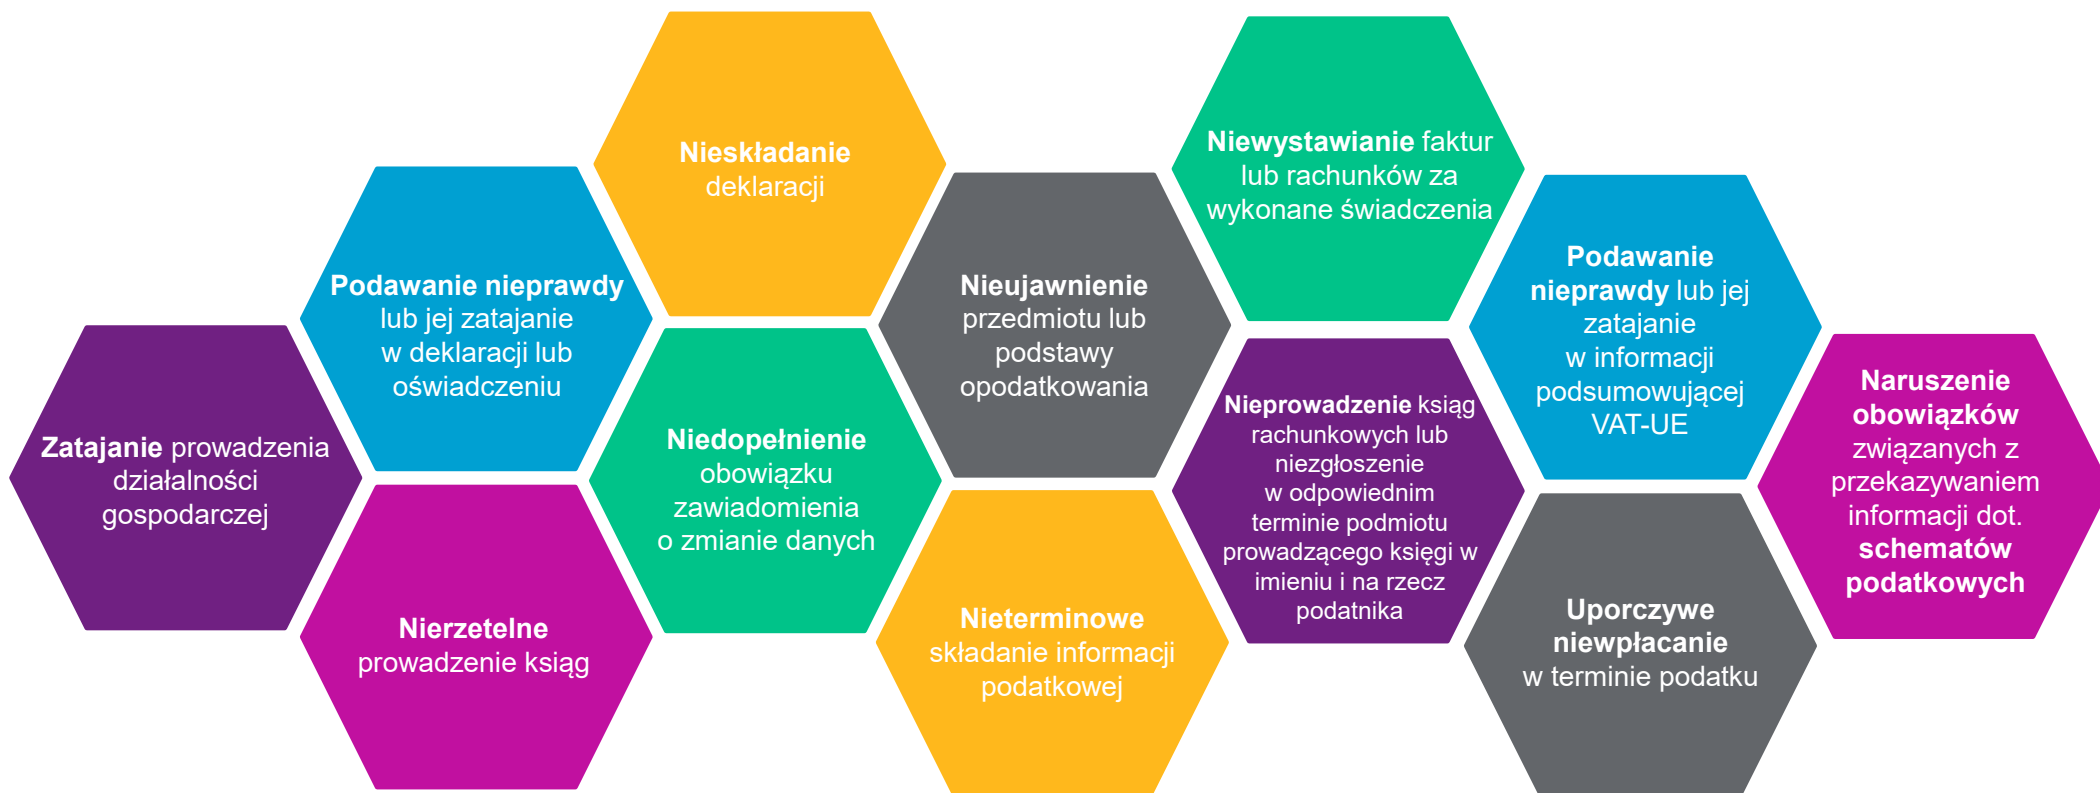 Zatajanie prowadzenia
działalności
gospodarczej
Podawanie nieprawdy
lub jej zatajanie
w deklaracji lub
oświadczeniu
Nierzetelne
prowadzenie ksiąg
Nieskładanie
deklaracji
Niedopełnienie
obowiązku
zawiadomienia
o zmianie danych
Nieujawnienie
przedmiotu lub
podstawy
opodatkowania
Nieterminowe
składanie informacji
podatkowej
Niewystawianie faktur
lub rachunków za
wykonane świadczenia
Nieprowadzenie ksiąg
rachunkowych lub
niezgłoszenie
w odpowiednim
terminie podmiotu
prowadzącego księgi w
imieniu i na rzecz
podatnika
Podawanie
nieprawdy lub jej
zatajanie
w informacji
podsumowującej
VAT-UE
Uporczywe
niewpłacanie
w terminie podatku
Naruszenie
obowiązków
związanych z
przekazywaniem
informacji dot.
schematów
podatkowych